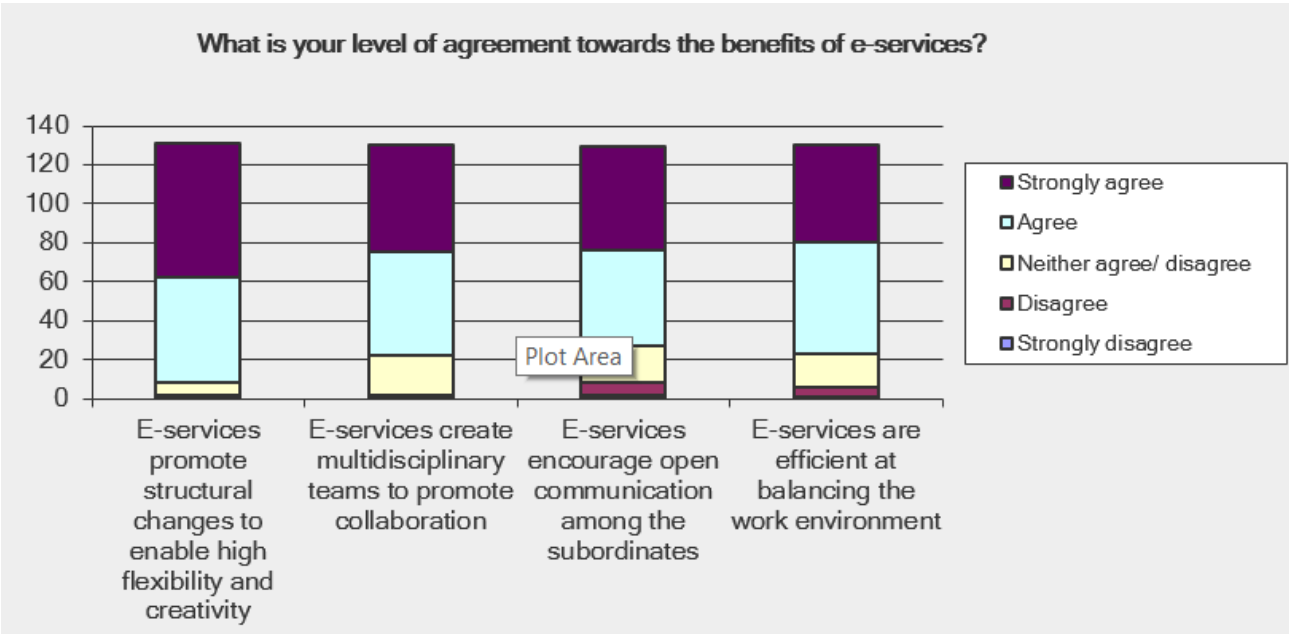 What is your level of agreement towards the benefits of e-services?
140
120
100
80
60
40
20
0
Plot Area
E-services
promote
structural
changes to
enable high
flexibility and
creativity
E-services create
multidisciplinary
teams to promote
collaboration
E-services
encourage open
communication
among the
subordinates
E-services are
efficient at
balancing the
work environment
Strongly agree
Agree
Neither agree/ disagree
Disagree
Strongly disagree